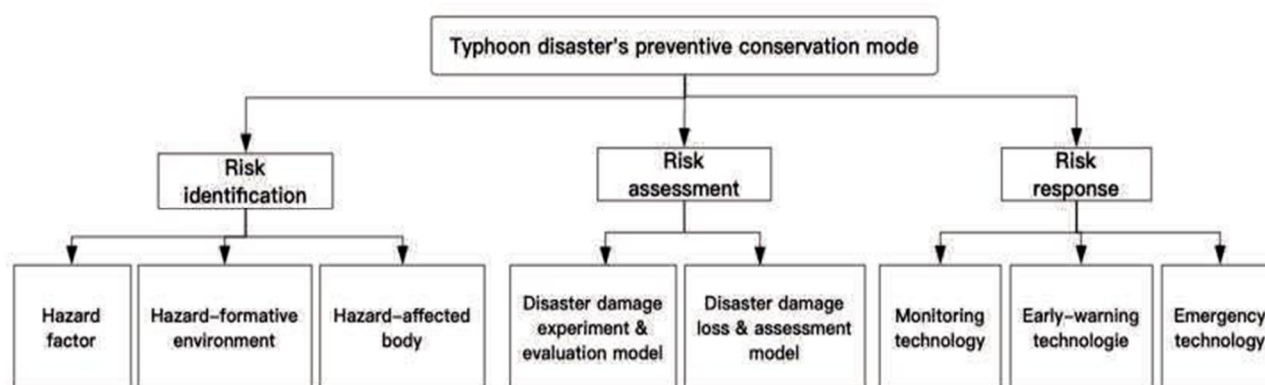 Typhoon disaster's preventive conservation mode
Risk
identification
Risk
assessment
Risk
response
Hazard
factor
Hazard-formative
environment
Hazard-affected
body
Disaster damage
experiment &
evaluation model
Disaster damage
loss & assessment
model
Monitoring
technology
Early-warning
technologie
Emergency
technology